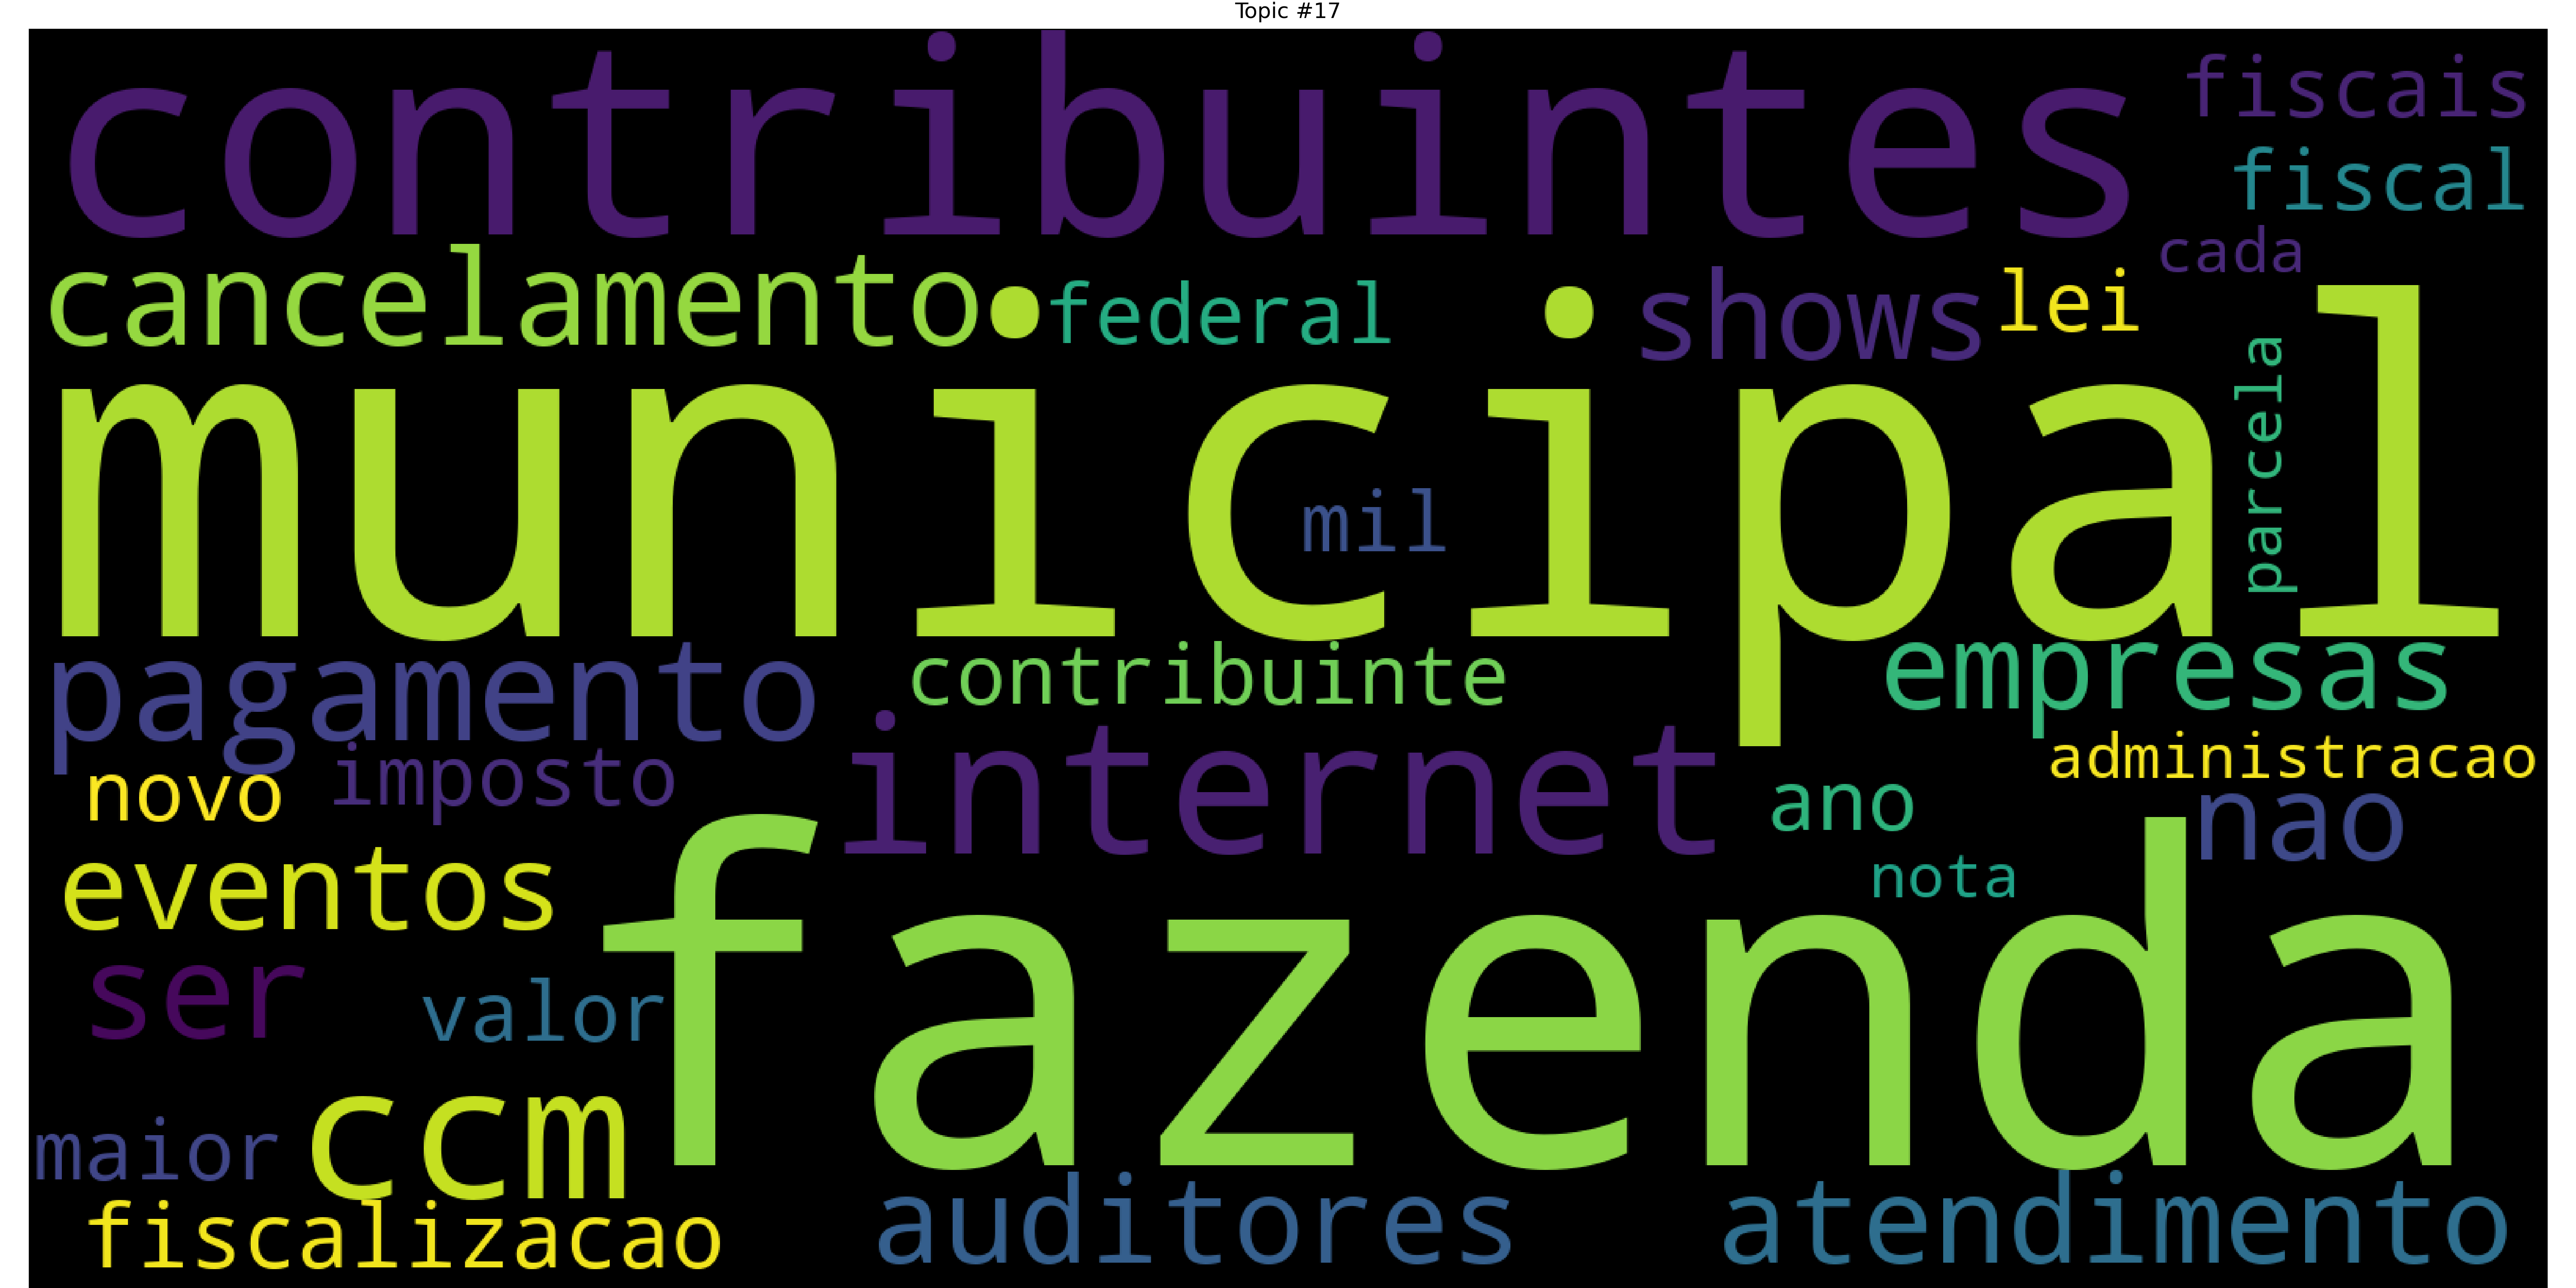 Topic #17
contribuintes
fiscais
fiscal
cada
cancelamento
federal
shows
lei
municipal
parcela
mil
pagamento
contribuinte
empresas
internet
administracao
novo
imposto
ano
nao
eventos
nota
fazenda
ser
valor
ccm
maior
fiscalizacao
auditores
atendimento